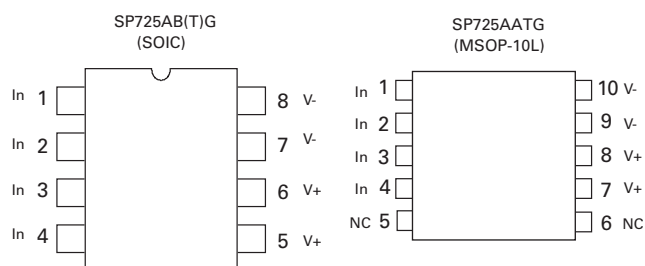 SP725AB(T)G
(SOIC)
In 1
8 V-
In 2
7 V-
In 3
6 V+
In 4
5 V+
SP725AATG
(MSOP-10L)
In 1
10 V-
In 2
9 V-
In 3
8 V+
In 4
7 V+
NC 5
6 NC